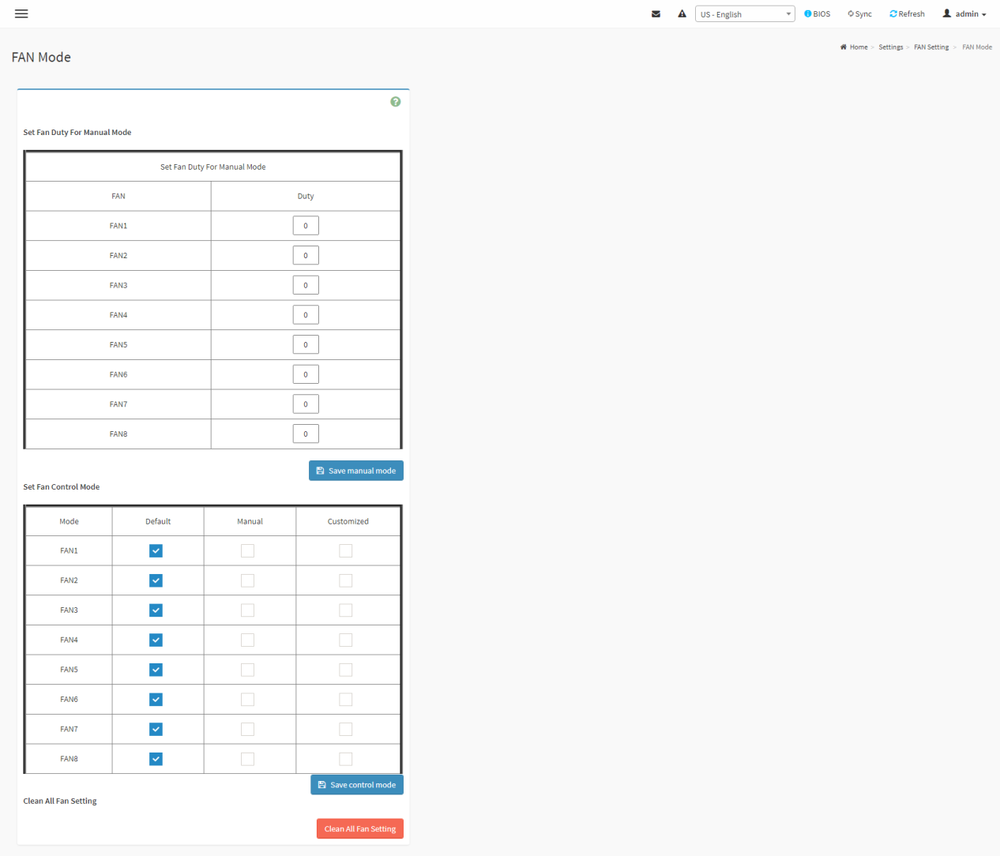 US - English BIOS Sync Refresh admin
Home > Settings > FAN Setting > FAN Mode
FAN Mode
Set Fan Duty For Manual Mode
Set Fan Duty For Manual Mode
FAN Duty
FAN1 0
FAN2 0
FAN3 0
FAN4 0
FAN5 0
FAN6 0
FAN7 0
FAN8 0
Save manual mode
Set Fan Control Mode
Mode Default Manual Customized
FAN1
FAN2
FAN3
FAN4
FAN5
FAN6
FAN7
FAN8
Save control mode
Clean All Fan Setting
Clean All Fan Setting